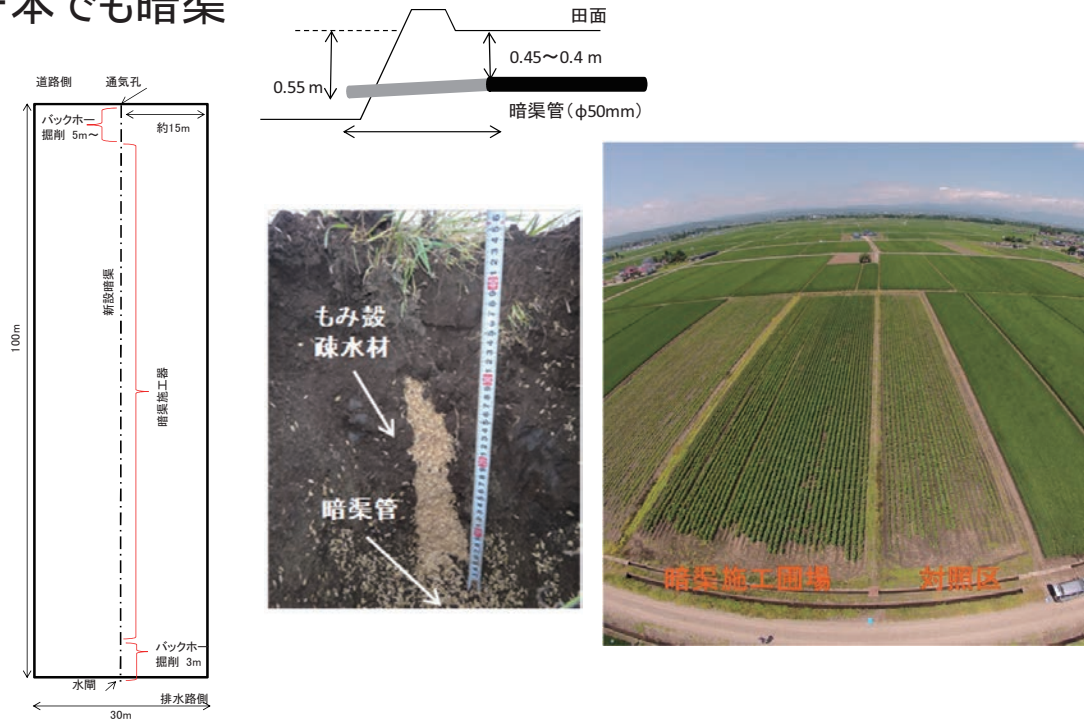 一本でも暗渠
田面
0.45～0.4 m
0.55 m
暗渠管（φ50mm）
道路側
通気孔
バックホー
掘削 5m～
約15m
新設暗渠
100m
暗渠施工器
バックホー
掘削 3m
水閘
排水路側
30m
もみ殻
疎水材
暗渠管
暗渠施工圃場
対照区